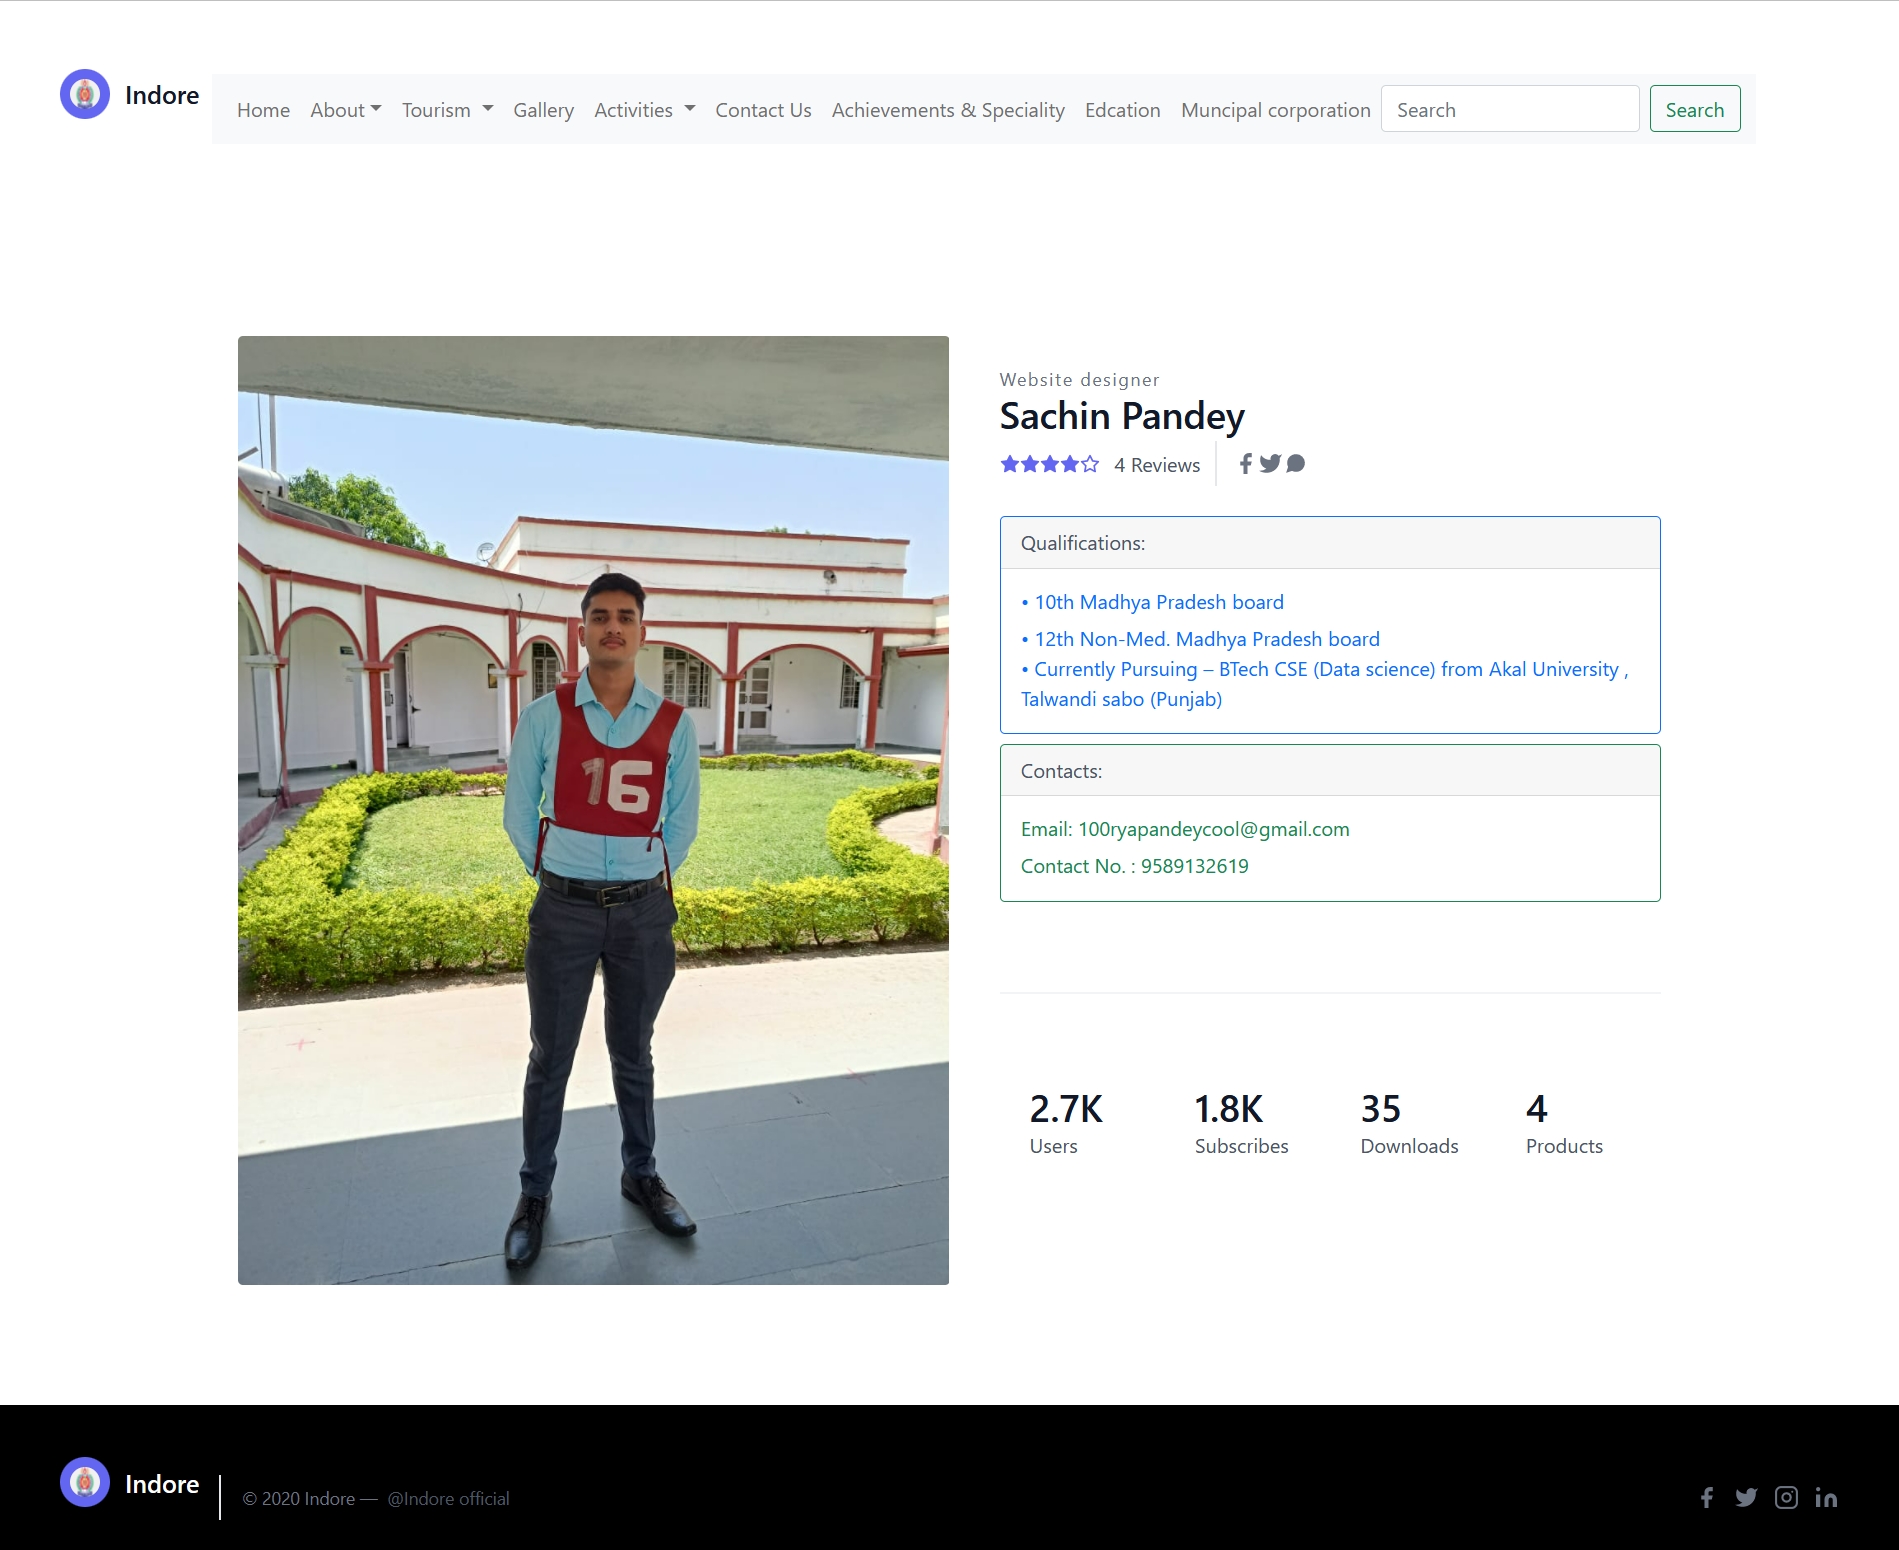 Indore
Home About Tourism Gallery Activities Contact Us Achievements & Speciality Edcation Muncipal corporation Search Search
Website designer
Sachin Pandey
4 Reviews
Qualifications:
• 10th Madhya Pradesh board
• 12th Non-Med. Madhya Pradesh board
• Currently Pursuing – BTech CSE (Data science) from Akal University ,
Talwandi sabo (Punjab)
16
Contacts:
Email: 100ryapandeycool@gmail.com
Contact No. : 9589132619
2.7K 1.8K 35 4
Users Subscribes Downloads Products
Indore © 2020 Indore — @Indore official